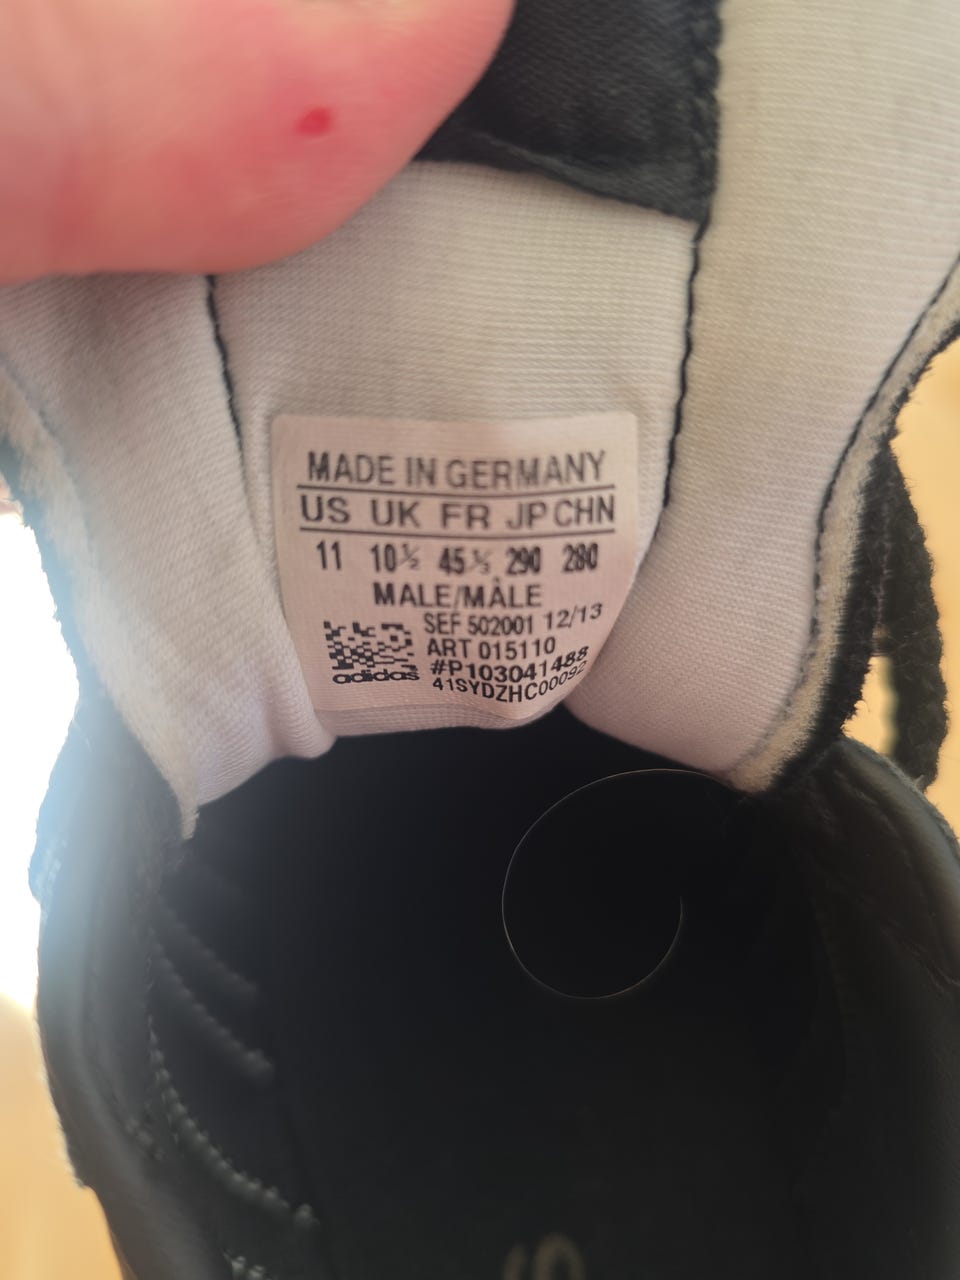 MADE IN GERMANY
US UK FR JP CHN
11 10½ 45⅓ 290 280
MALE/MÂLE
SEF 502001 12/13
ART 015110
#P103041488
41SYDZHC00092
adidas